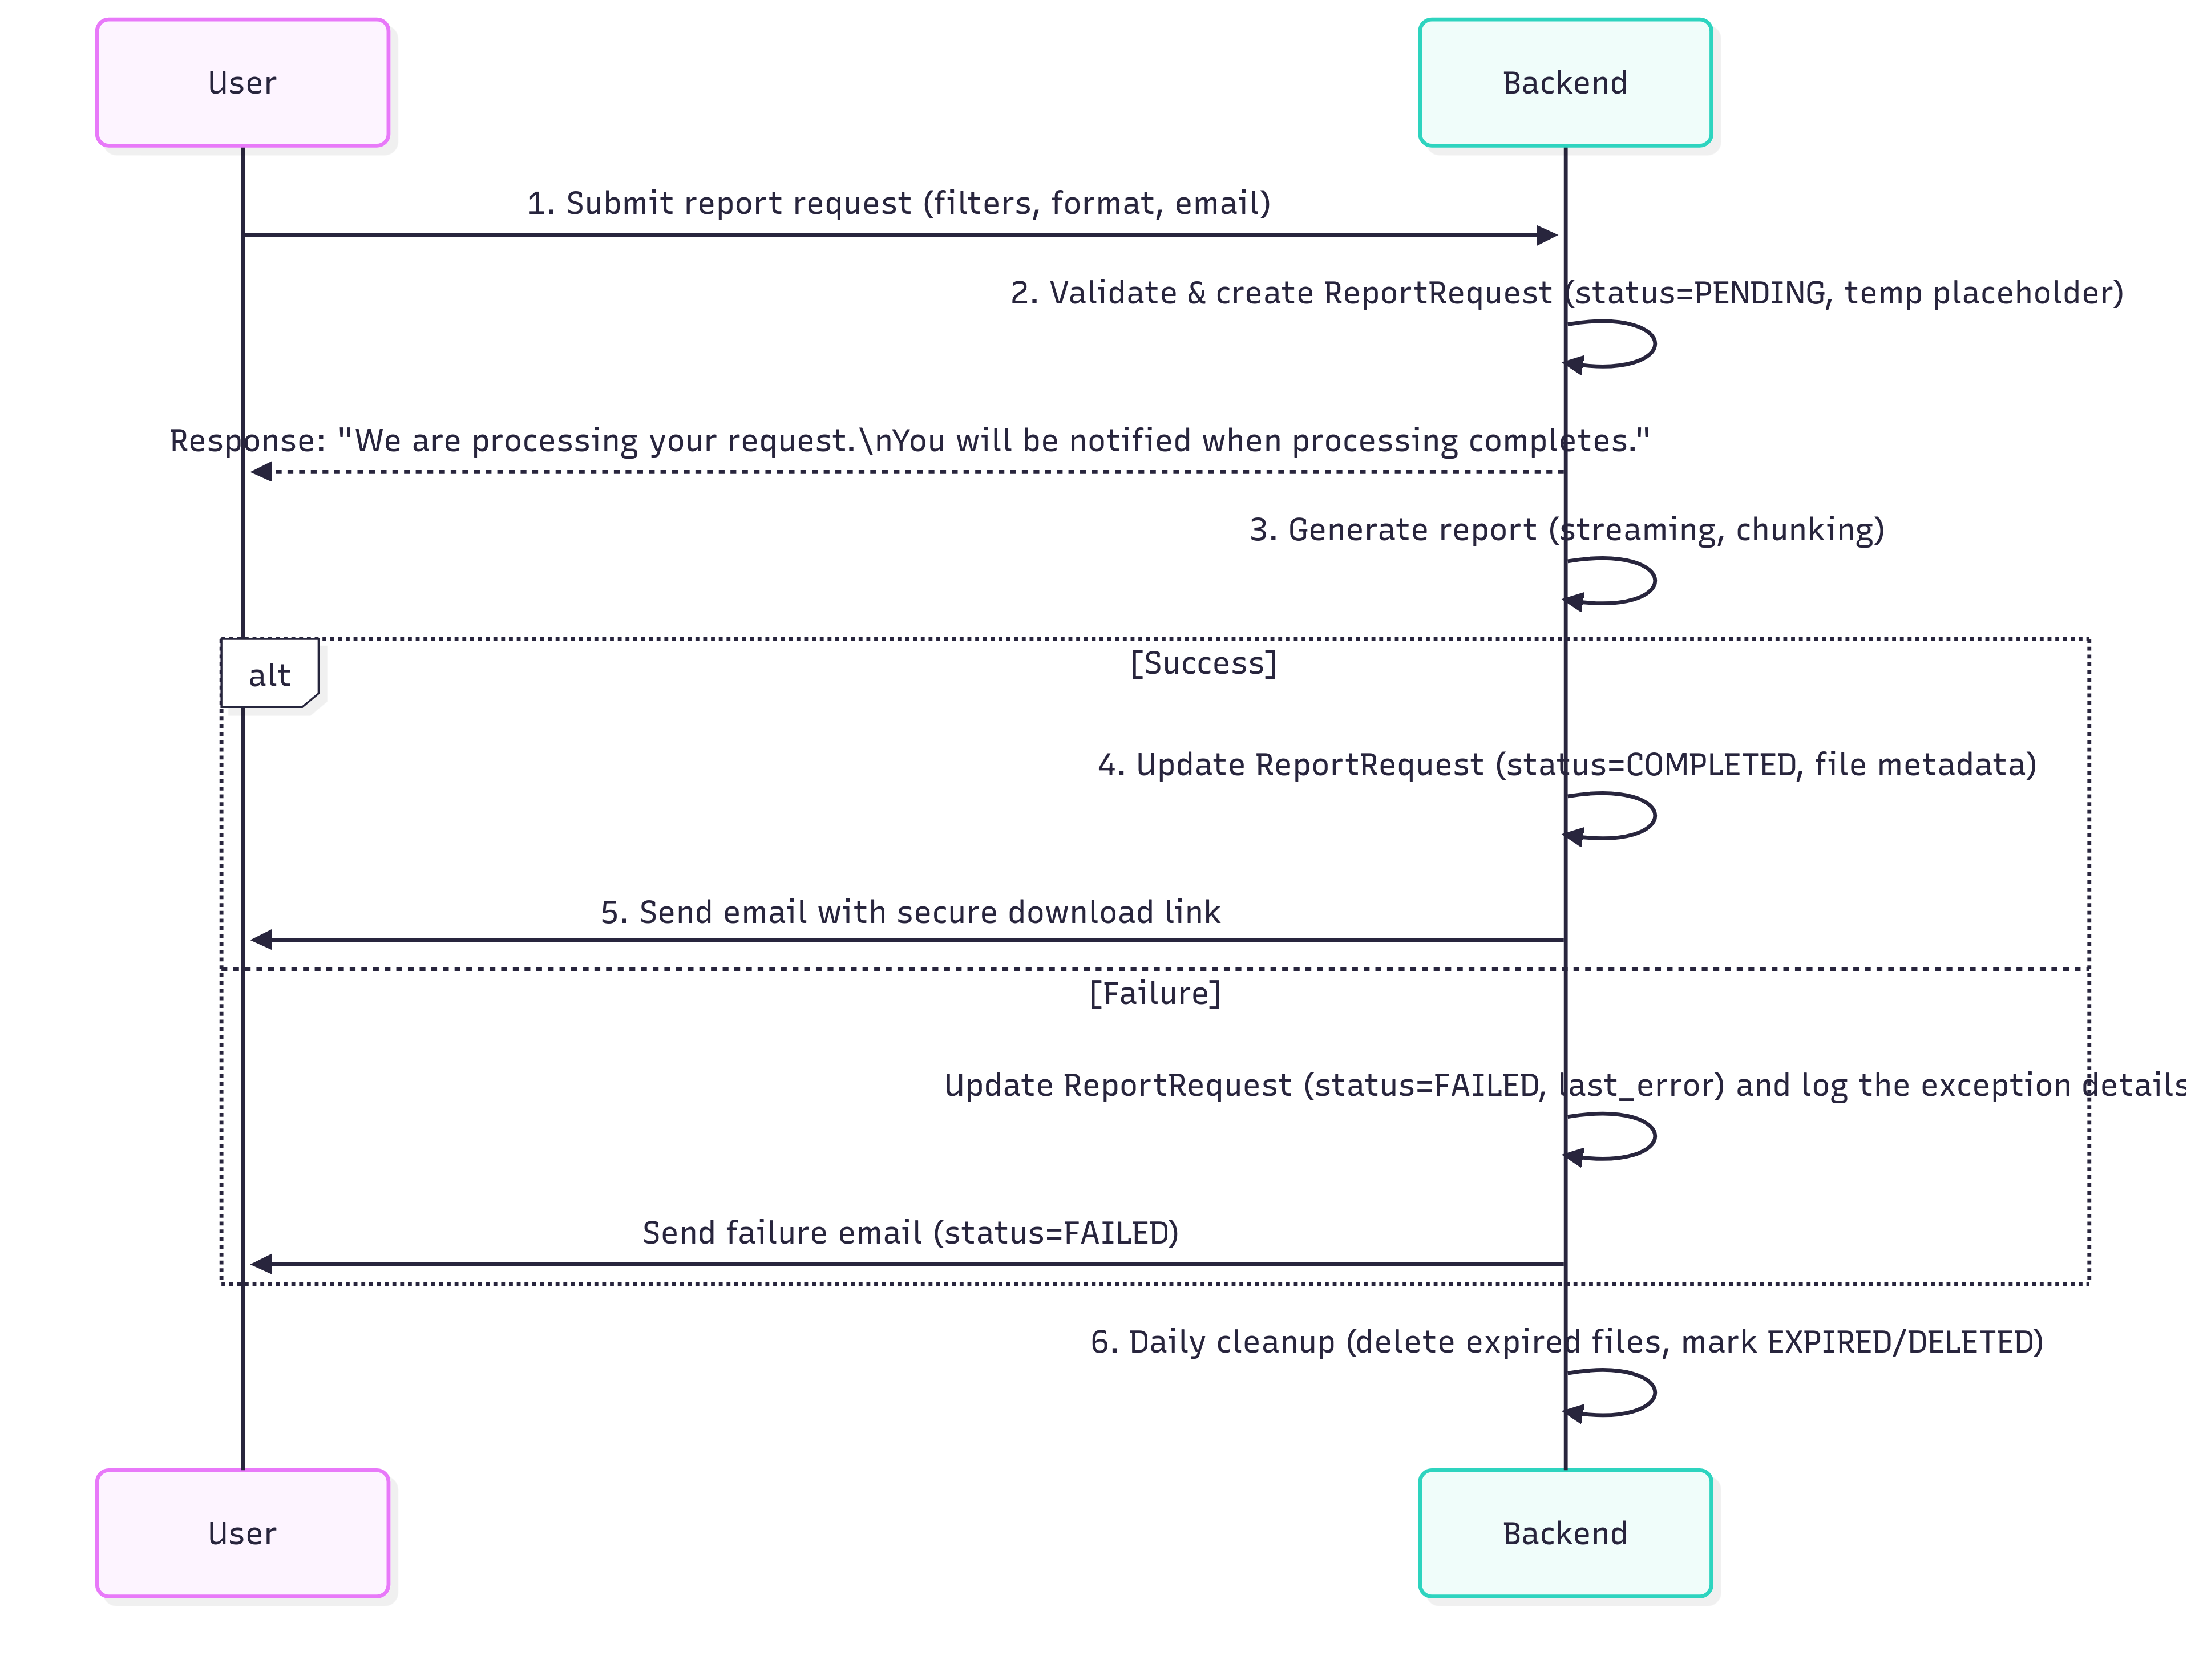 User
Backend
1. Submit report request (filters, format, email)
2. Validate & create ReportRequest (status=PENDING, temp placeholder)
Response: "We are processing your request.\nYou will be notified when processing completes."
3. Generate report (streaming, chunking)
alt
[Success]
4. Update ReportRequest (status=COMPLETED, file metadata)
5. Send email with secure download link
[Failure]
Update ReportRequest (status=FAILED, last_error) and log the exception details
Send failure email (status=FAILED)
6. Daily cleanup (delete expired files, mark EXPIRED/DELETED)
User
Backend